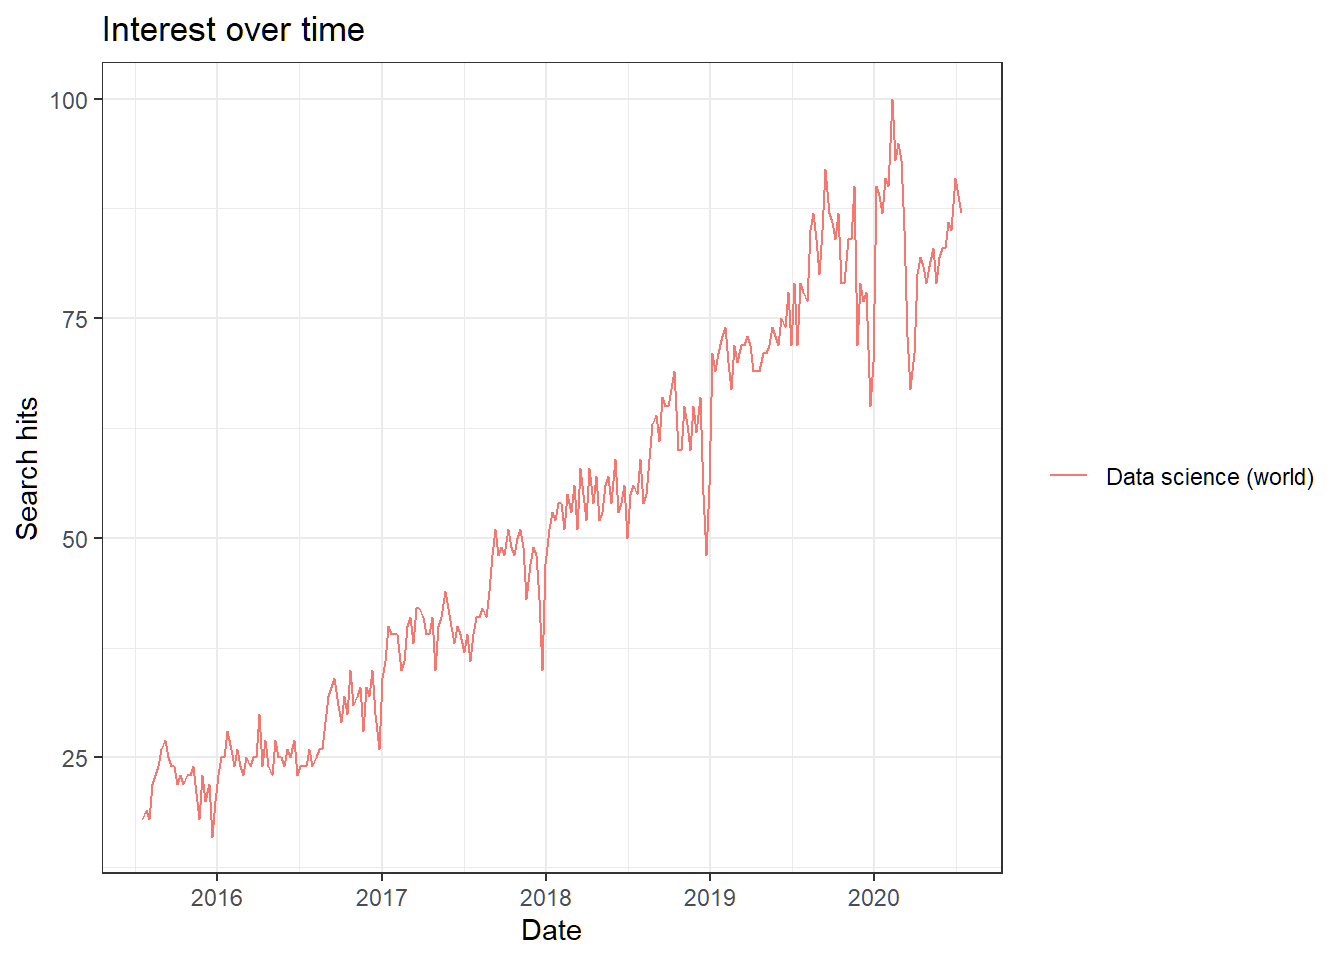 Interest over time
100
75
50
25
Search hits
2016 2017 2018 2019 2020
Date
Data science (world)